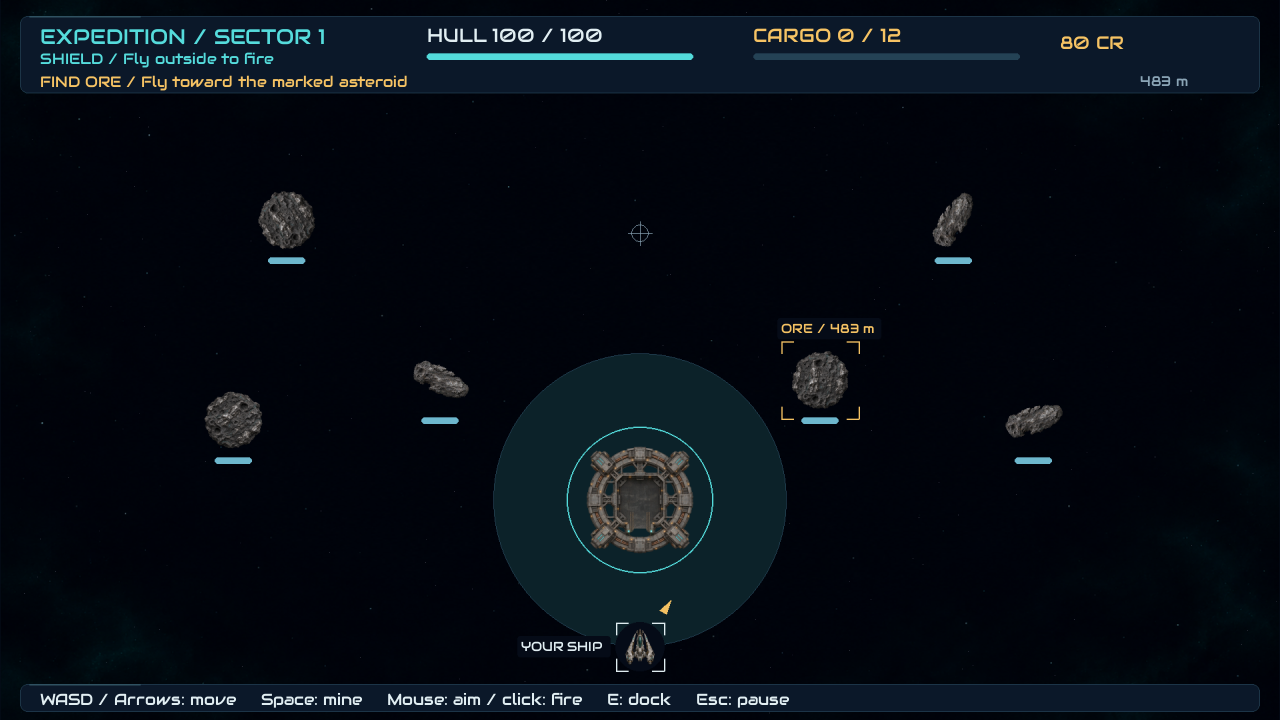 EXPEDITION / SECTOR 1
HULL 100 / 100
CARGO 0 / 12
80 CR
SHIELD / Fly outside to fire
FIND ORE / Fly toward the marked asteroid
483 m
ORE / 483 m
YOUR SHIP
WASD / Arrows: move Space: mine Mouse: aim / click: fire E: dock Esc: pause